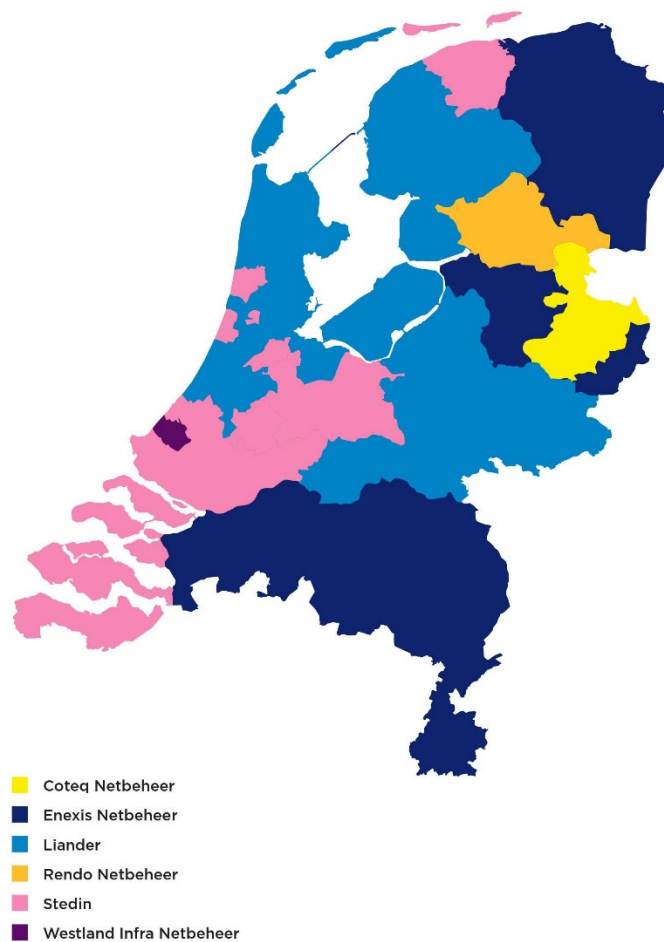 Coteq Netbeheer
Enexis Netbeheer
Liander
Rendo Netbeheer
Stedin
Westland Infra Netbeheer